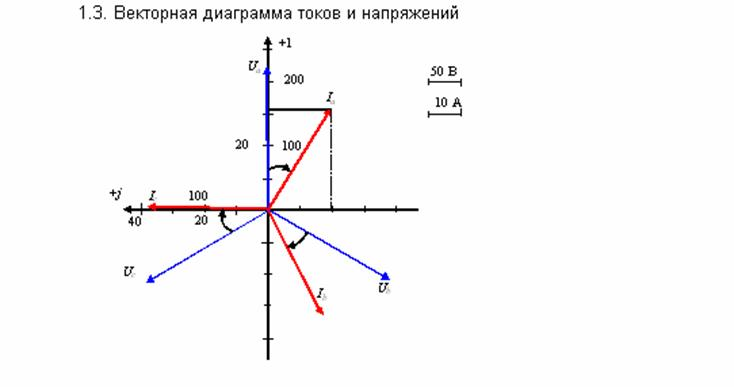 1.3. Векторная диаграмма токов и напряжений
+1
Ua
200
50 В
Ia
10 А
20
100
+j
I
100
40
20
Uc
Ub
Ib